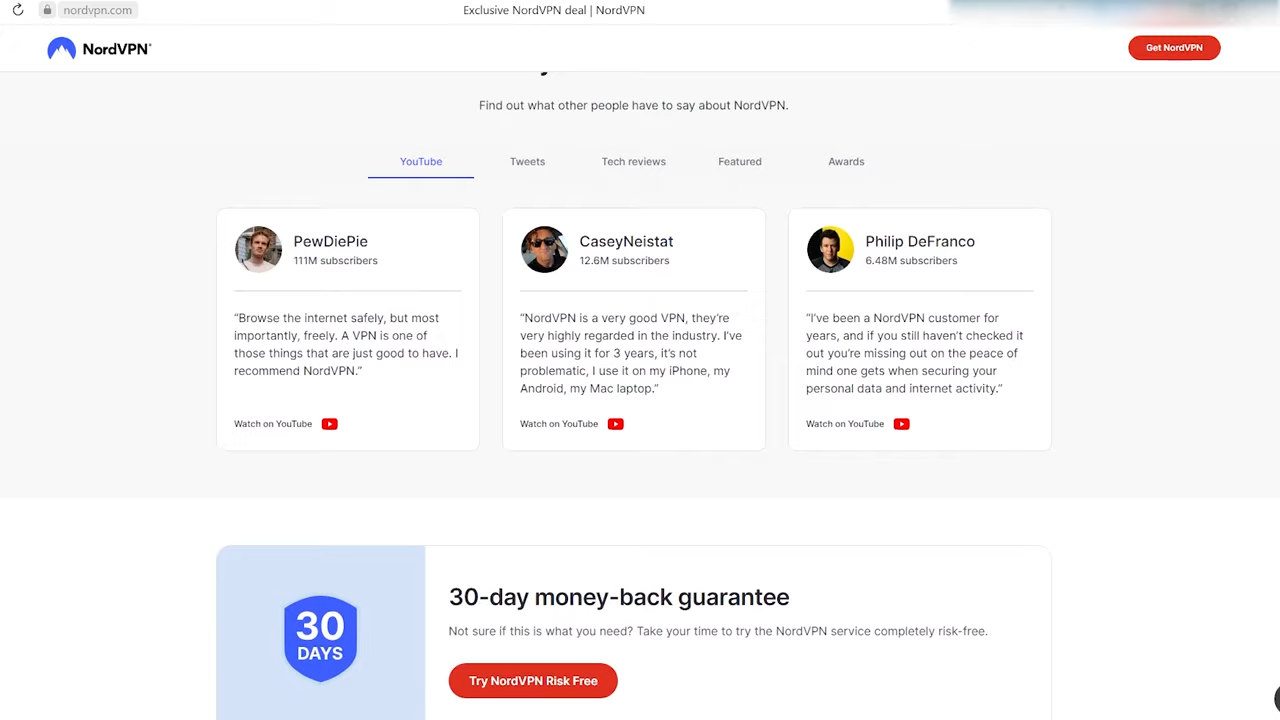 nordvpn.com
Exclusive NordVPN deal | NordVPN
NordVPN®
Get NordVPN
Find out what other people have to say about NordVPN.
YouTube
Tweets
Tech reviews
Featured
Awards
PewDiePie
111M subscribers
“Browse the internet safely, but most
importantly, freely. A VPN is one of
those things that are just good to have. I
recommend NordVPN.”
Watch on YouTube
CaseyNeistat
12.6M subscribers
“NordVPN is a very good VPN, they’re
very highly regarded in the industry. I’ve
been using it for 3 years, it’s not
problematic, I use it on my iPhone, my
Android, my Mac laptop.”
Watch on YouTube
Philip DeFranco
6.48M subscribers
“I’ve been a NordVPN customer for
years, and if you still haven’t checked it
out you’re missing out on the peace of
mind one gets when securing your
personal data and internet activity.”
Watch on YouTube
30
DAYS
30-day money-back guarantee
Not sure if this is what you need? Take your time to try the NordVPN service completely risk-free.
Try NordVPN Risk Free